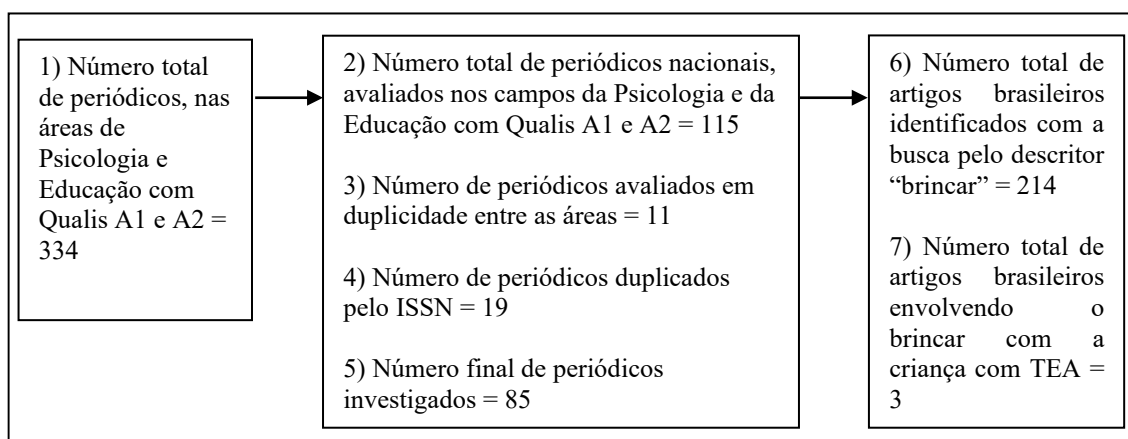 1) Número total
de periódicos, nas
áreas de
Psicologia e
Educação com
Qualis A1 e A2 =
334
2) Número total de periódicos nacionais,
avaliados nos campos da Psicologia e da
Educação com Qualis A1 e A2 = 115
3) Número de periódicos avaliados em
duplicidade entre as áreas = 11
4) Número de periódicos duplicados
pelo ISSN = 19
5) Número final de periódicos
investigados = 85
6) Número total de
artigos brasileiros
identificados com a
busca pelo descritor
“brincar” = 214
7) Número total de
artigos brasileiros
envolvendo o
brincar com a
criança com TEA =
3